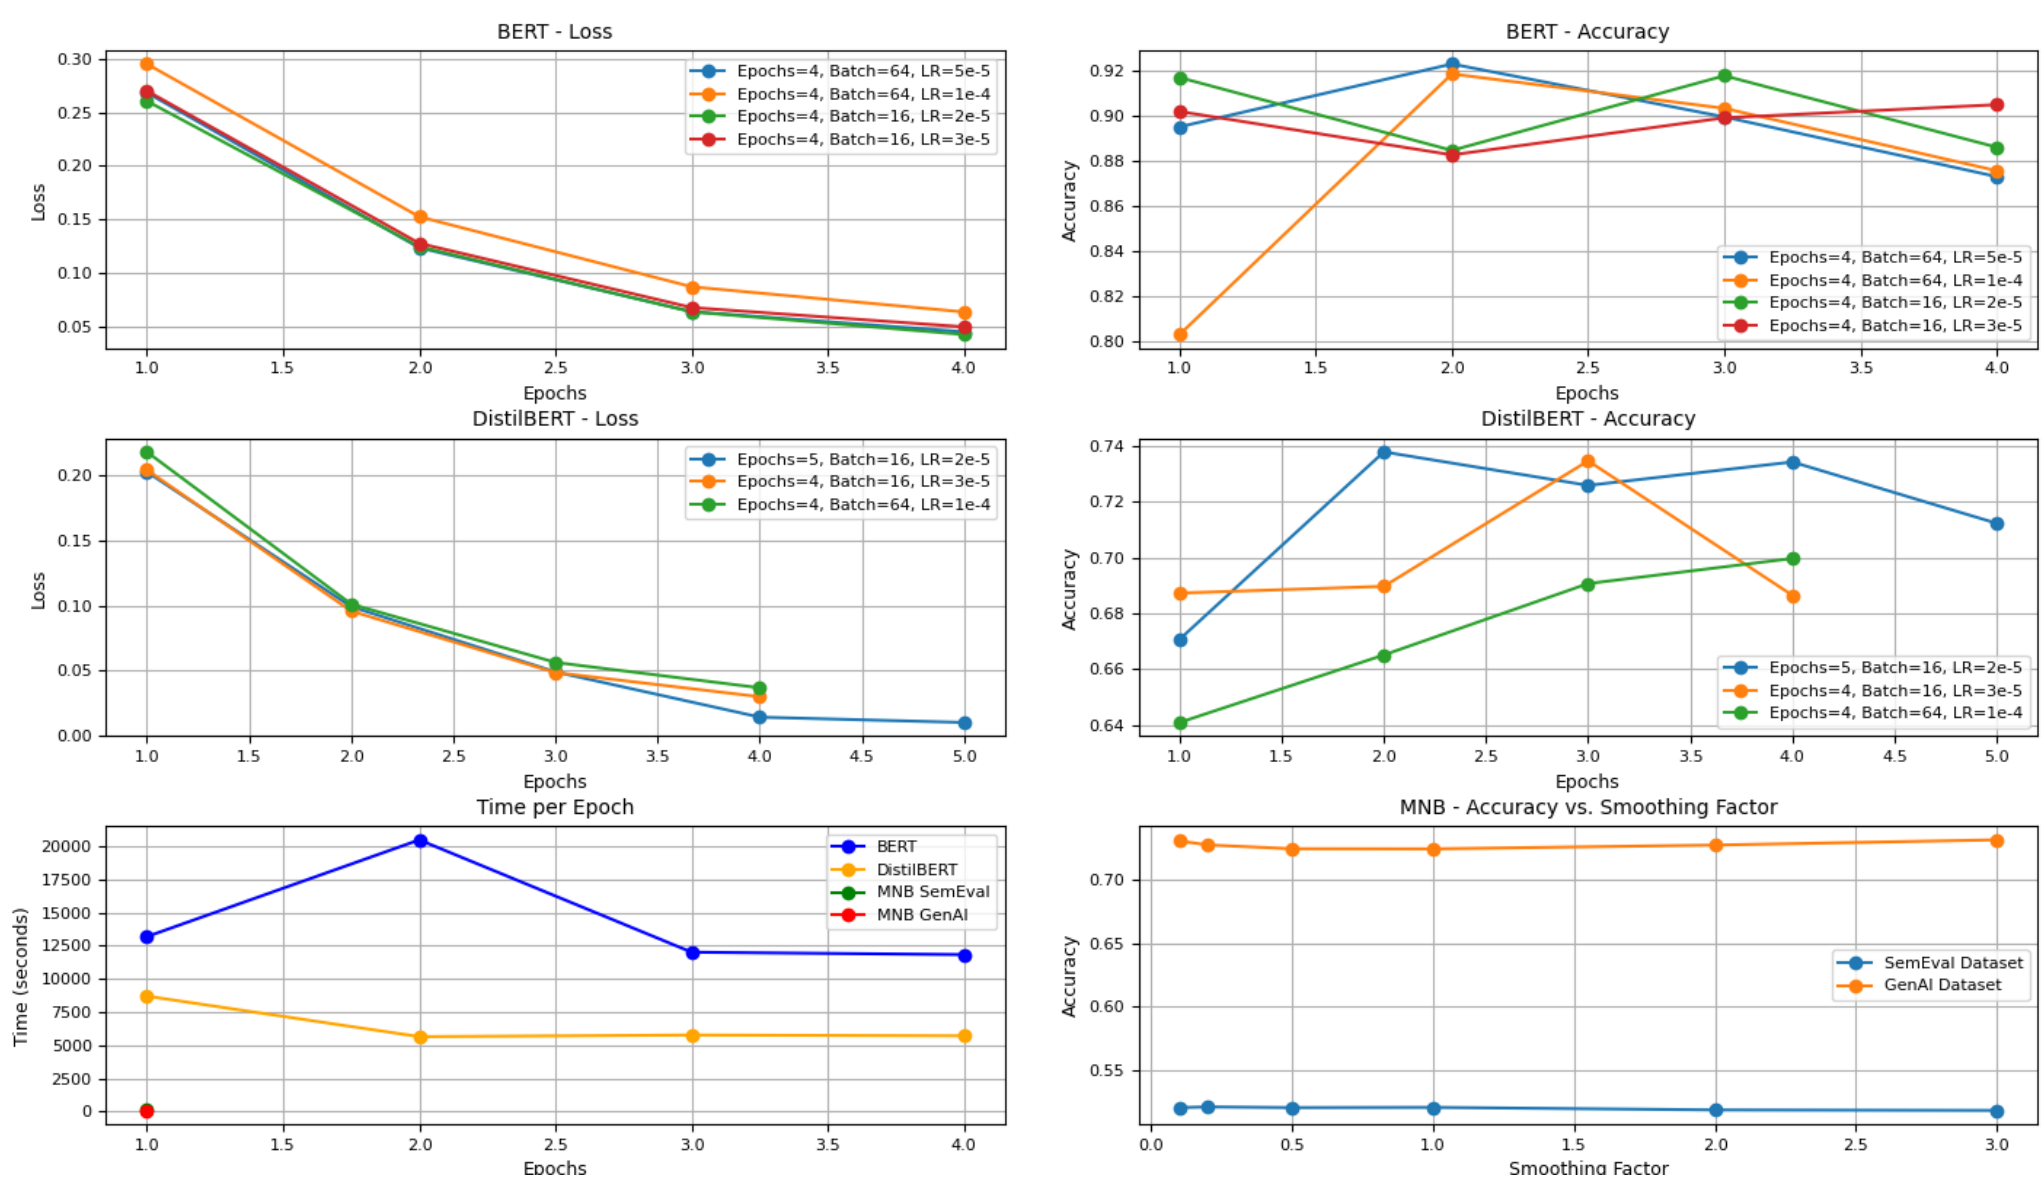 BERT - Loss
Loss
0.30
0.25
0.20
0.15
0.10
0.05
Epochs=4, Batch=64, LR=5e-5
Epochs=4, Batch=64, LR=1e-4
Epochs=4, Batch=16, LR=2e-5
Epochs=4, Batch=16, LR=3e-5
1.0 1.5 2.0 2.5 3.0 3.5 4.0
Epochs
BERT - Accuracy
Accuracy
0.92
0.90
0.88
0.86
0.84
0.82
0.80
Epochs=4, Batch=64, LR=5e-5
Epochs=4, Batch=64, LR=1e-4
Epochs=4, Batch=16, LR=2e-5
Epochs=4, Batch=16, LR=3e-5
1.0 1.5 2.0 2.5 3.0 3.5 4.0
Epochs
DistilBERT - Loss
Loss
0.20
0.15
0.10
0.05
0.00
Epochs=5, Batch=16, LR=2e-5
Epochs=4, Batch=16, LR=3e-5
Epochs=4, Batch=64, LR=1e-4
1.0 1.5 2.0 2.5 3.0 3.5 4.0 4.5 5.0
Epochs
DistilBERT - Accuracy
Accuracy
0.74
0.72
0.70
0.68
0.66
0.64
Epochs=5, Batch=16, LR=2e-5
Epochs=4, Batch=16, LR=3e-5
Epochs=4, Batch=64, LR=1e-4
1.0 1.5 2.0 2.5 3.0 3.5 4.0 4.5 5.0
Epochs
Time per Epoch
Time (seconds)
20000
17500
15000
12500
10000
7500
5000
2500
0
BERT
DistilBERT
MNB SemEval
MNB GenAI
1.0 1.5 2.0 2.5 3.0 3.5 4.0
Epochs
MNB - Accuracy vs. Smoothing Factor
Accuracy
0.70
0.65
0.60
0.55
SemEval Dataset
GenAI Dataset
0.0 0.5 1.0 1.5 2.0 2.5 3.0
Smoothing Factor